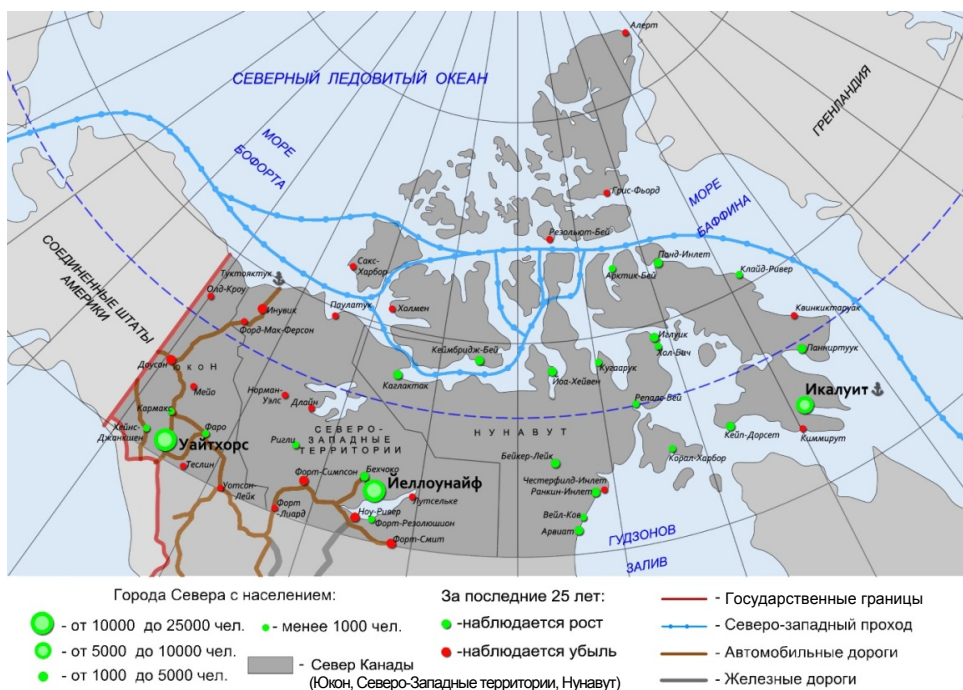 Алерт
СЕВЕРНЫЙ ЛЕДОВИТЫЙ ОКЕАН
ГРЕНЛАНДИЯ
МОРЕ
БОФОРТА
Грис-Фьорд
МОРЕ
БАФФИНА
Резольют-Бей
СОЕДИНЕННЫЕ ШТАТЫ
АМЕРИКИ
Сакс-
Харбор
Понд-Инлет
Арктик-Бей
Клайд-Ривер
Туктояктук
Олд-Кроу
Инувик
Паулатук
Холмен
Квинкиктаруак
Форд-Мак-Ферсон
Иглуик
Хол-Бич
Панниртуук
Кеймбридж-Бей
Доусон
ЮКОН
Каглактак
Йоа-Хейвен
Кугаарук
Мейо
Норман-
Уэлс
Длайн
Икалуит
Кармакс
Репалс-Бей
Хейнс-
Джанкшен
Фаро
Уайтхорс
СЕВЕРО-
ЗАПАДНЫЕ
ТЕРРИТОРИИ
НУНАВУТ
Кейп-Дорсет
Киммирут
Ригли
Корал-Харбор
Теслин
Бейкер-Лейк
Форт-Симпсон
Бехчоко
Йеллоунайф
Честерфилд-Инлет
Ранкин-Инлет
Уотсон-
Лейк
Лутсельке
Форт
-Лиард
Ноу-Ривер
Форт-Резолюшион
Вейл-Ков
Арвиат
Форт-Смит
ГУДЗОНОВ
ЗАЛИВ
Города Севера с населением:
- от 10000 до 25000 чел.
- менее 1000 чел.
- от 5000 до 10000 чел.
- от 1000 до 5000 чел.
- Север Канады
(Юкон, Северо-Западные территории, Нунавут)
За последние 25 лет:
-наблюдается рост
-наблюдается убыль
- Государственные границы
- Северо-западный проход
- Автомобильные дороги
- Железные дороги